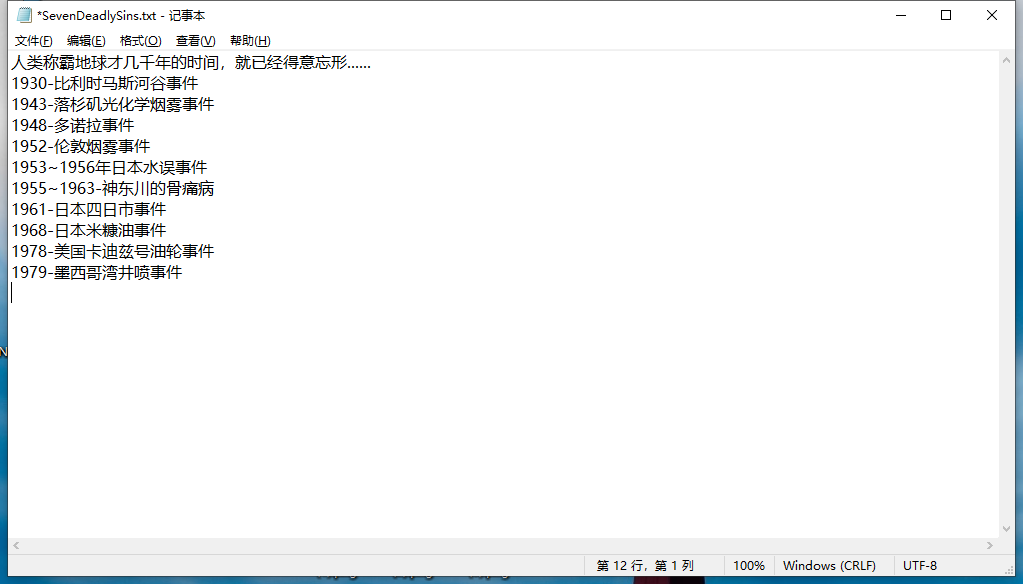 *SevenDeadlySins.txt - 记事本
文件(F) 编辑(E) 格式(O) 查看(V) 帮助(H)
人类称霸地球才几千年的时间，就已经得意忘形......
1930-比利时马斯河谷事件
1943-落杉矶光化学烟雾事件
1948-多诺拉事件
1952-伦敦烟雾事件
1953~1956年日本水误事件
1955~1963-神东川的骨痛病
1961-日本四日市事件
1968-日本米糠油事件
1978-美国卡迪兹号油轮事件
1979-墨西哥湾井喷事件
第 12 行，第 1 列 100% Windows (CRLF) UTF-8